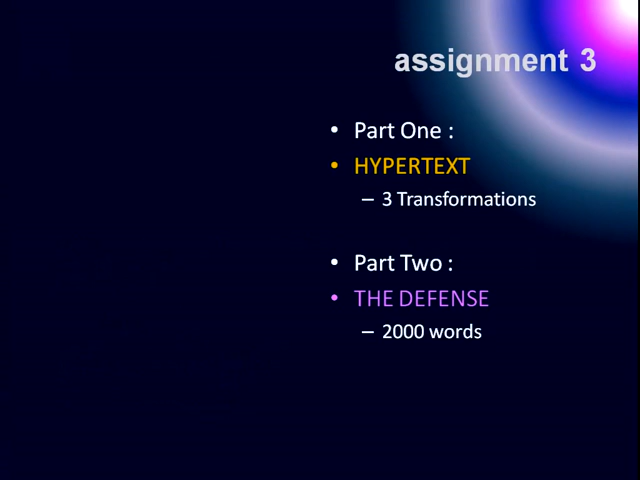 assignment 3
• Part One :
• HYPERTEXT
– 3 Transformations
• Part Two :
• THE DEFENSE
– 2000 words